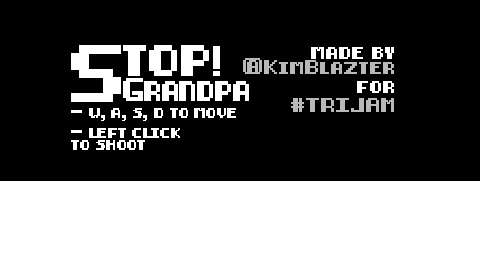 STOP!
GRANDPA
- W, A, S, D TO MOVE
- LEFT CLICK
TO SHOOT
MADE BY
@KIMBLAZTER
FOR
#TRIJAM